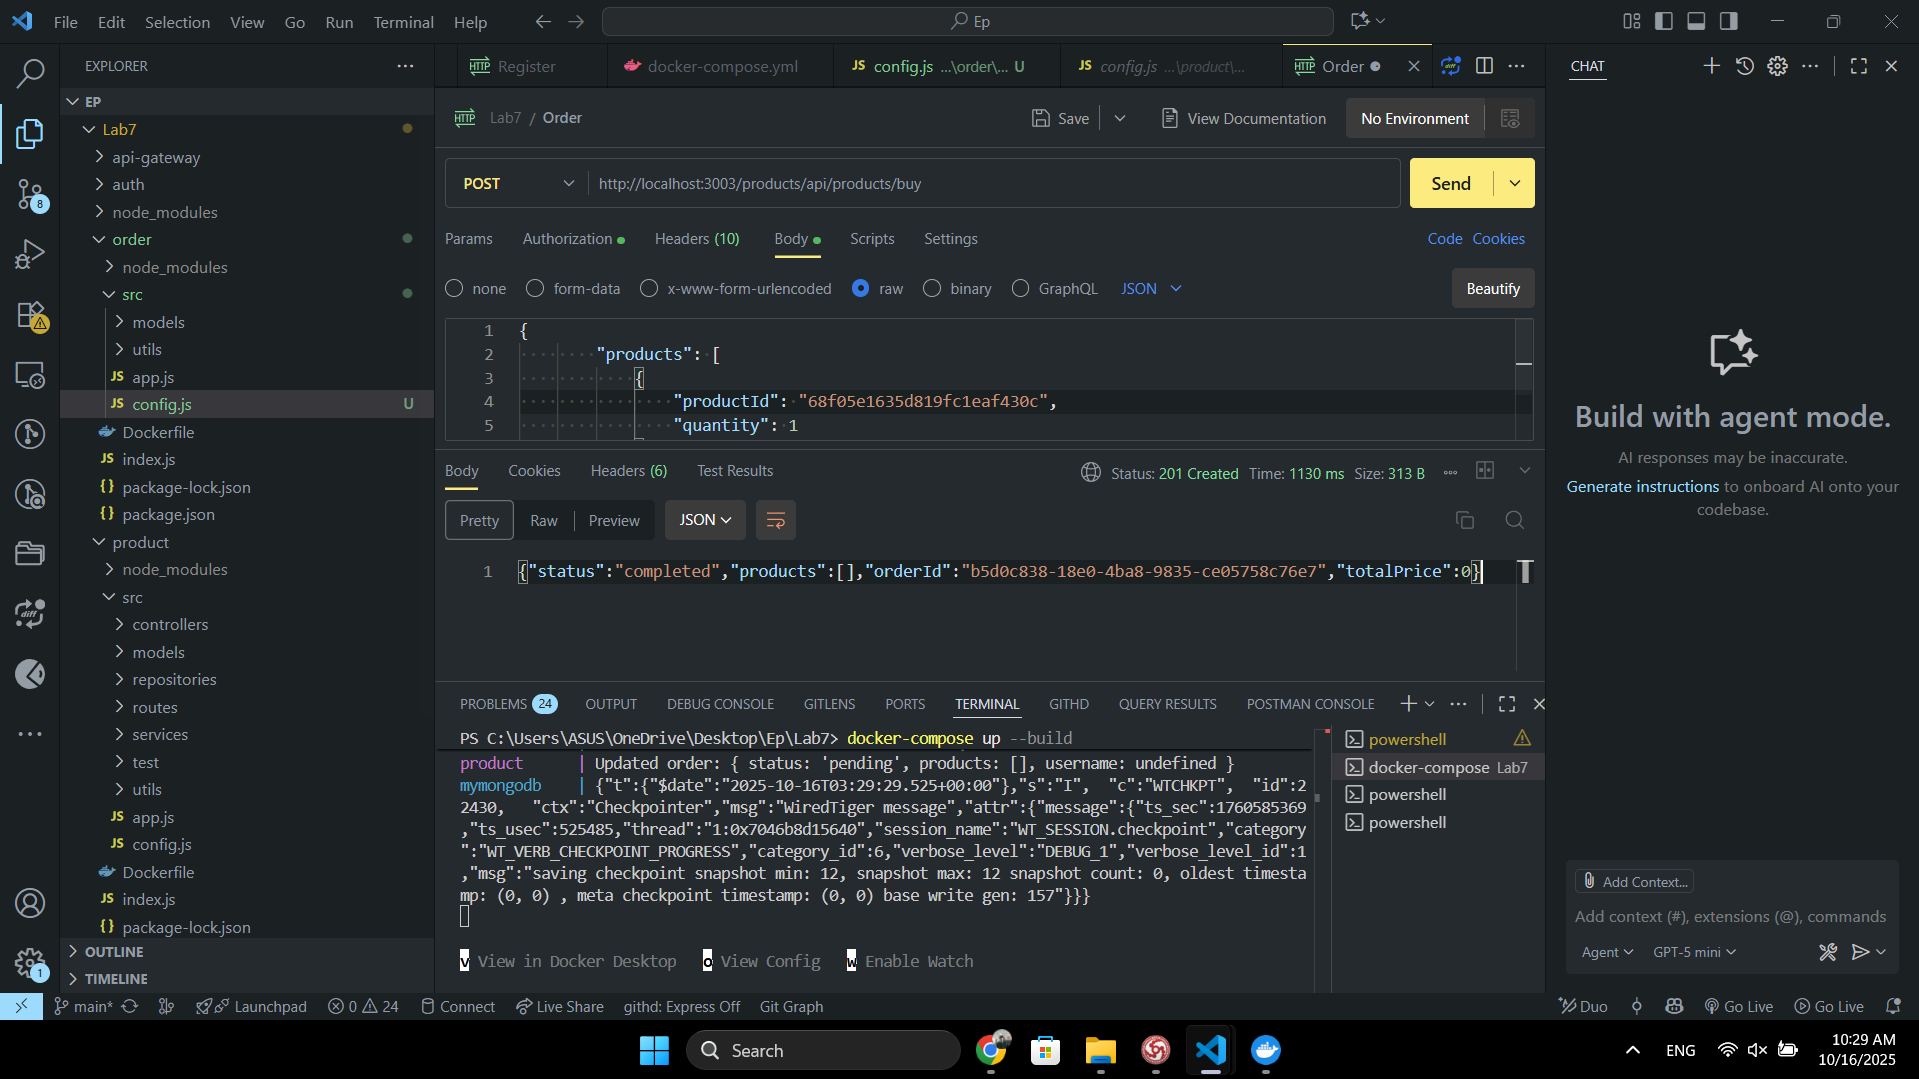 File Edit Selection View Go Run Terminal Help
Ep
EXPLORER
EP
Lab7
api-gateway
auth
node_modules
order
node_modules
src
models
utils
JS app.js
JS config.js U
Dockerfile
JS index.js
{} package-lock.json
{} package.json
product
node_modules
src
controllers
models
repositories
routes
services
test
utils
JS app.js
JS config.js
Dockerfile
JS index.js
{} package-lock.json
OUTLINE
TIMELINE
8
1
HTTP Register
docker-compose.yml
JS config.js ...\order\... U
JS config.js ...\product\...
HTTP Order
HTTP Lab7 / Order
Save
View Documentation
No Environment
POST
http://localhost:3003/products/api/products/buy
Send
Params Authorization Headers (10) Body Scripts Settings
Code Cookies
none form-data x-www-form-urlencoded raw binary GraphQL JSON
Beautify
1 {
2 "products": [
3 {
4 "productId": "68f05e1635d819fc1eaf430c",
5 "quantity": 1
Body Cookies Headers (6) Test Results
Status: 201 Created Time: 1130 ms Size: 313 B
Pretty Raw Preview JSON
1 {"status":"completed","products":[],"orderId":"b5d0c838-18e0-4ba8-9835-ce05758c76e7","totalPrice":0}
PROBLEMS 24 OUTPUT DEBUG CONSOLE GITLENS PORTS TERMINAL GITHD QUERY RESULTS POSTMAN CONSOLE
PS C:\Users\ASUS\OneDrive\Desktop\Ep\Lab7> docker-compose up --build
product | Updated order: { status: 'pending', products: [], username: undefined }
mymongodb | {"t":{"$date":"2025-10-16T03:29:29.525+00:00"},"s":"I", "c":"WTCHKPT", "id":2
2430, "ctx":"Checkpointer","msg":"WiredTiger message","attr":{"message":{"ts_sec":1760585369
,"ts_usec":525485,"thread":"1:0x7046b8d15640","session_name":"WT_SESSION.checkpoint","category
":"WT_VERB_CHECKPOINT_PROGRESS","category_id":6,"verbose_level":"DEBUG_1","verbose_level_id":1
,"msg":"saving checkpoint snapshot min: 12, snapshot max: 12 snapshot count: 0, oldest timesta
mp: (0, 0) , meta checkpoint timestamp: (0, 0) base write gen: 157"}}}
v View in Docker Desktop o View Config w Enable Watch
powershell
docker-compose Lab7
powershell
powershell
CHAT
Build with agent mode.
AI responses may be inaccurate.
Generate instructions to onboard AI onto your
codebase.
Add Context...
Add context (#), extensions (@), commands
Agent GPT-5 mini
main* Launchpad 0 24 Connect Live Share githd: Express Off Git Graph
Duo Go Live Go Live
Search
ENG
10:29 AM
10/16/2025